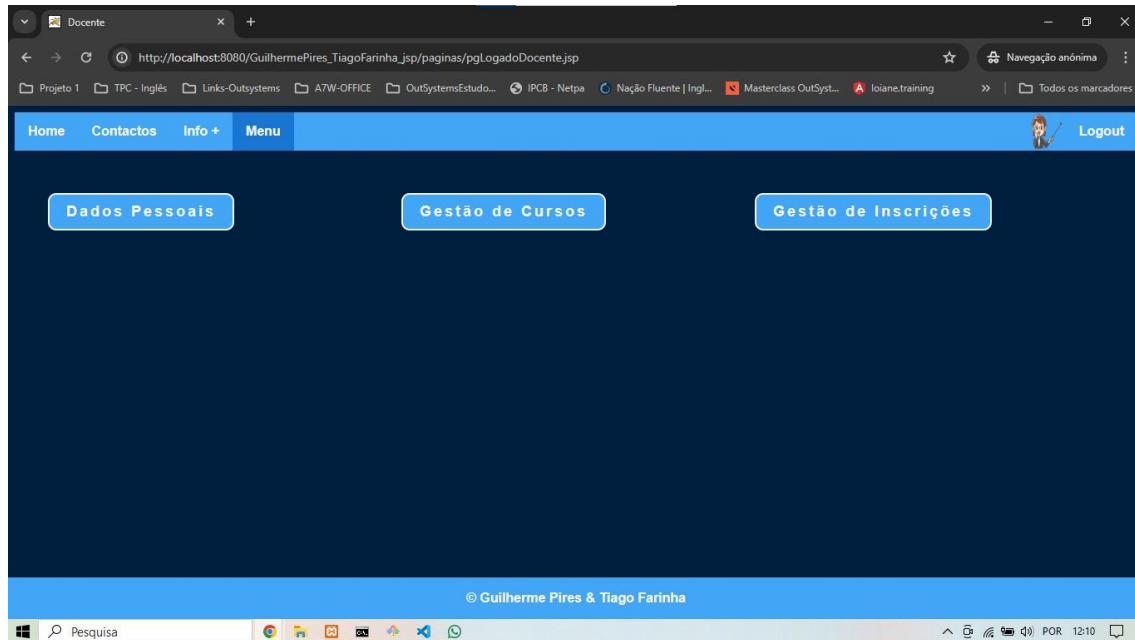 Docente
http://localhost:8080/GuilhermePires_TiagoFarinha_jsp/paginas/pgLogadoDocente.jsp
Navegação anónima
Projeto 1 TPC - Inglês Links-Outsystems A7W-OFFICE OutSystemsEstudo... IPCB - Netpa Nação Fluente | Ingl... Masterclass OutSyst... loiane.training » Todos os marcadores
Home Contactos Info + Menu Logout
Dados Pessoais Gestão de Cursos Gestão de Inscrições
© Guilherme Pires & Tiago Farinha
Pesquisa POR 12:10